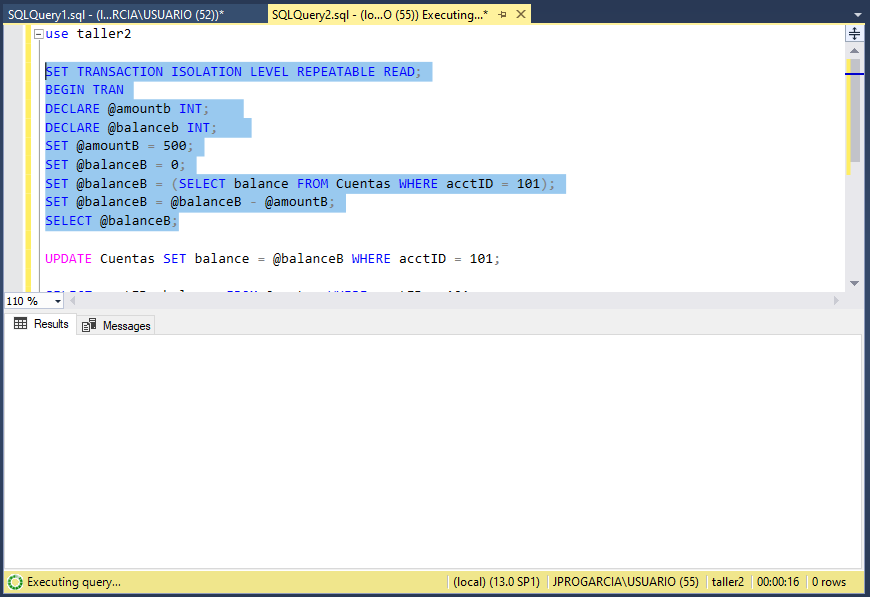 SQLQuery1.sql - (l...RCIA\USUARIO (52))* SQLQuery2.sql - (lo...O (55)) Executing...*
use taller2
SET TRANSACTION ISOLATION LEVEL REPEATABLE READ;
BEGIN TRAN
DECLARE @amountb INT;
DECLARE @balanceb INT;
SET @amountB = 500;
SET @balanceB = 0;
SET @balanceB = (SELECT balance FROM Cuentas WHERE acctID = 101);
SET @balanceB = @balanceB - @amountB;
SELECT @balanceB;
UPDATE Cuentas SET balance = @balanceB WHERE acctID = 101;
110 %
Results Messages
Executing query... (local) (13.0 SP1) JPROGARCIA\USUARIO (55) taller2 00:00:16 0 rows